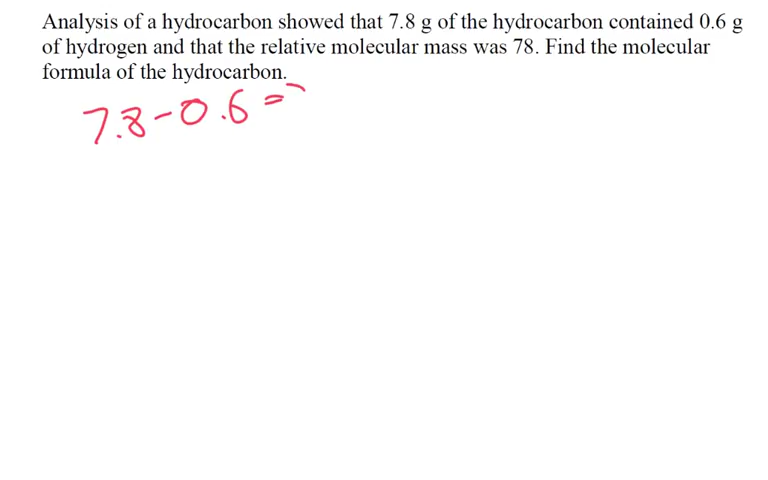 Analysis of a hydrocarbon showed that 7.8 g of the hydrocarbon contained 0.6 g
of hydrogen and that the relative molecular mass was 78. Find the molecular
formula of the hydrocarbon.
7.8-0.6=